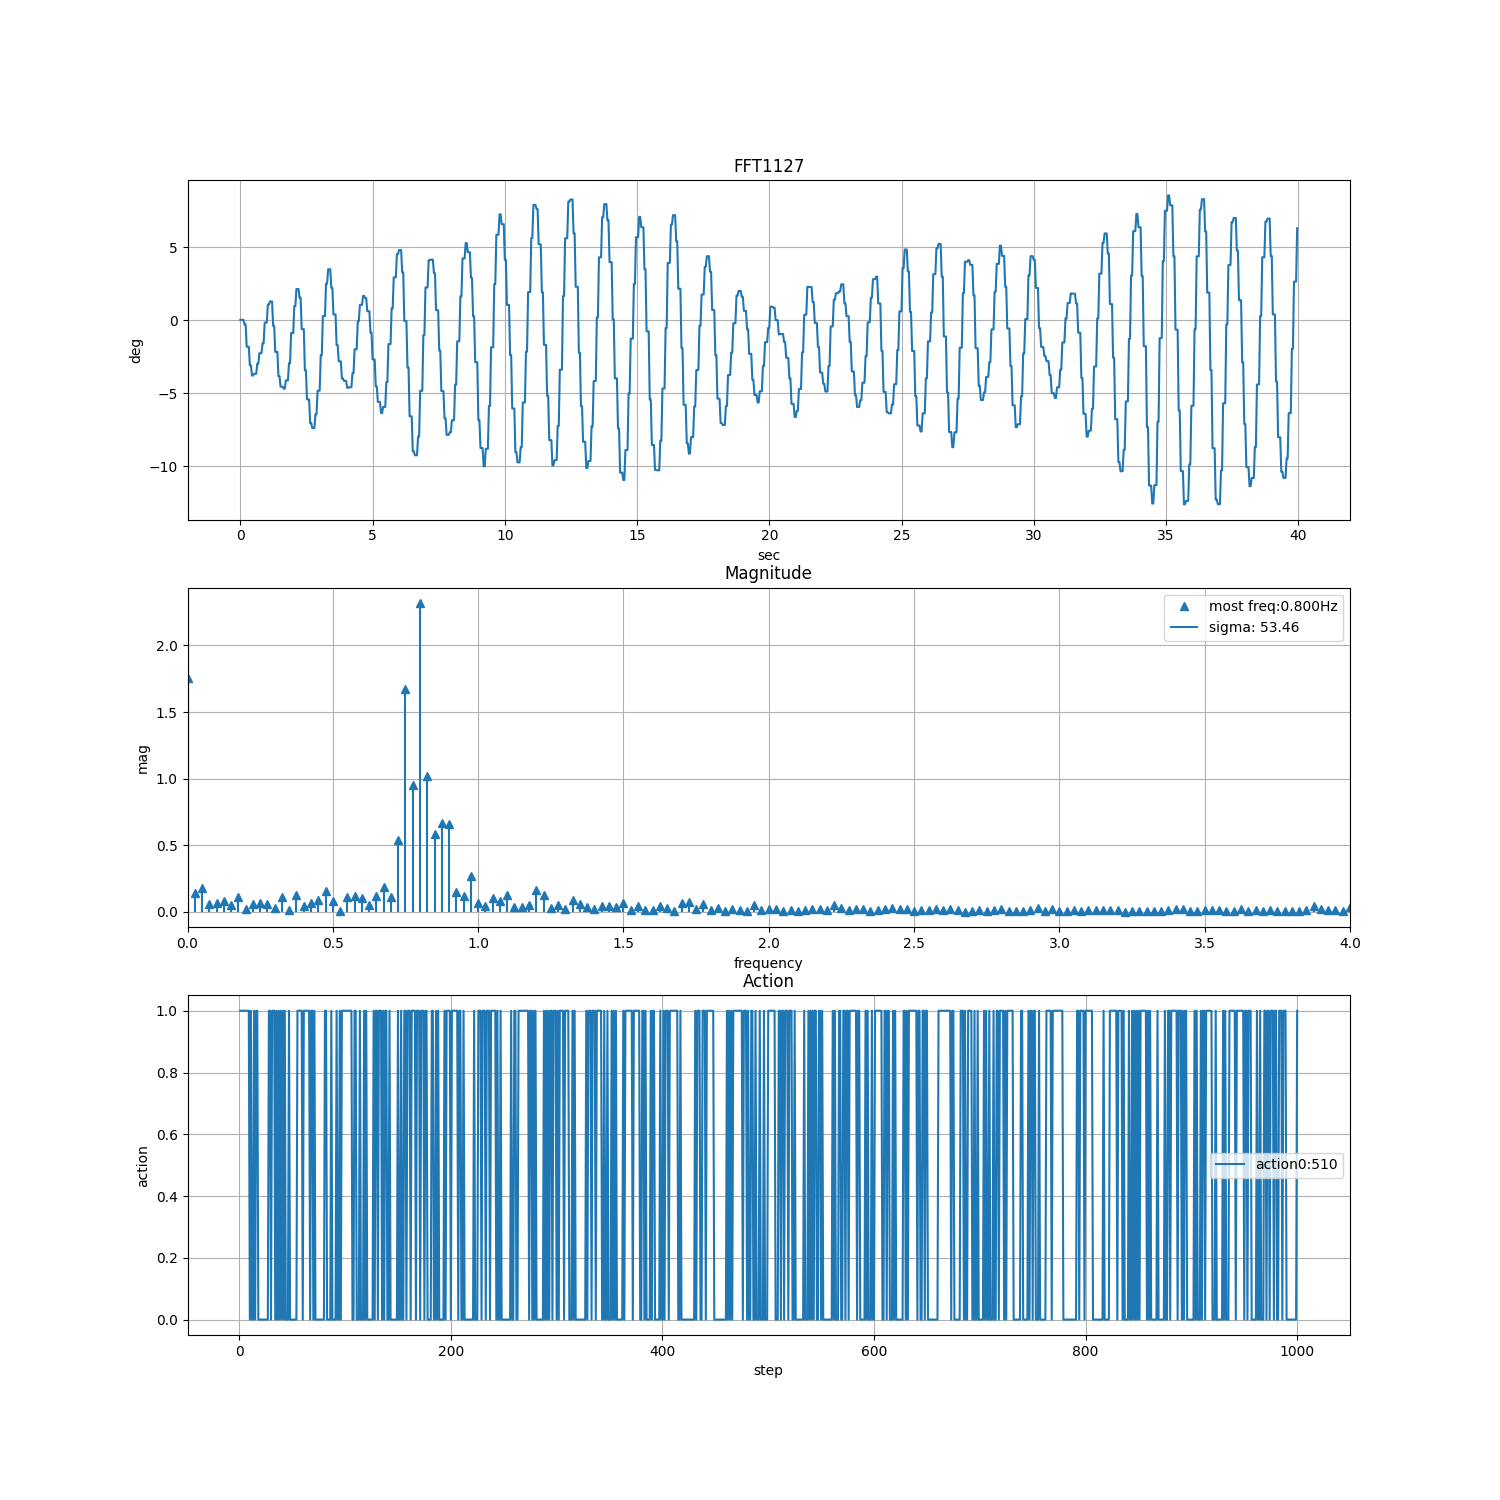 FFT1127
5
0
−5
−10
deg
0 5 10 15 20 25 30 35 40
sec
Magnitude
most freq:0.800Hz
sigma: 53.46
2.0
1.5
1.0
0.5
0.0
mag
0.0 0.5 1.0 1.5 2.0 2.5 3.0 3.5 4.0
frequency
Action
1.0
0.8
0.6
0.4
0.2
0.0
action
action0:510
0 200 400 600 800 1000
step